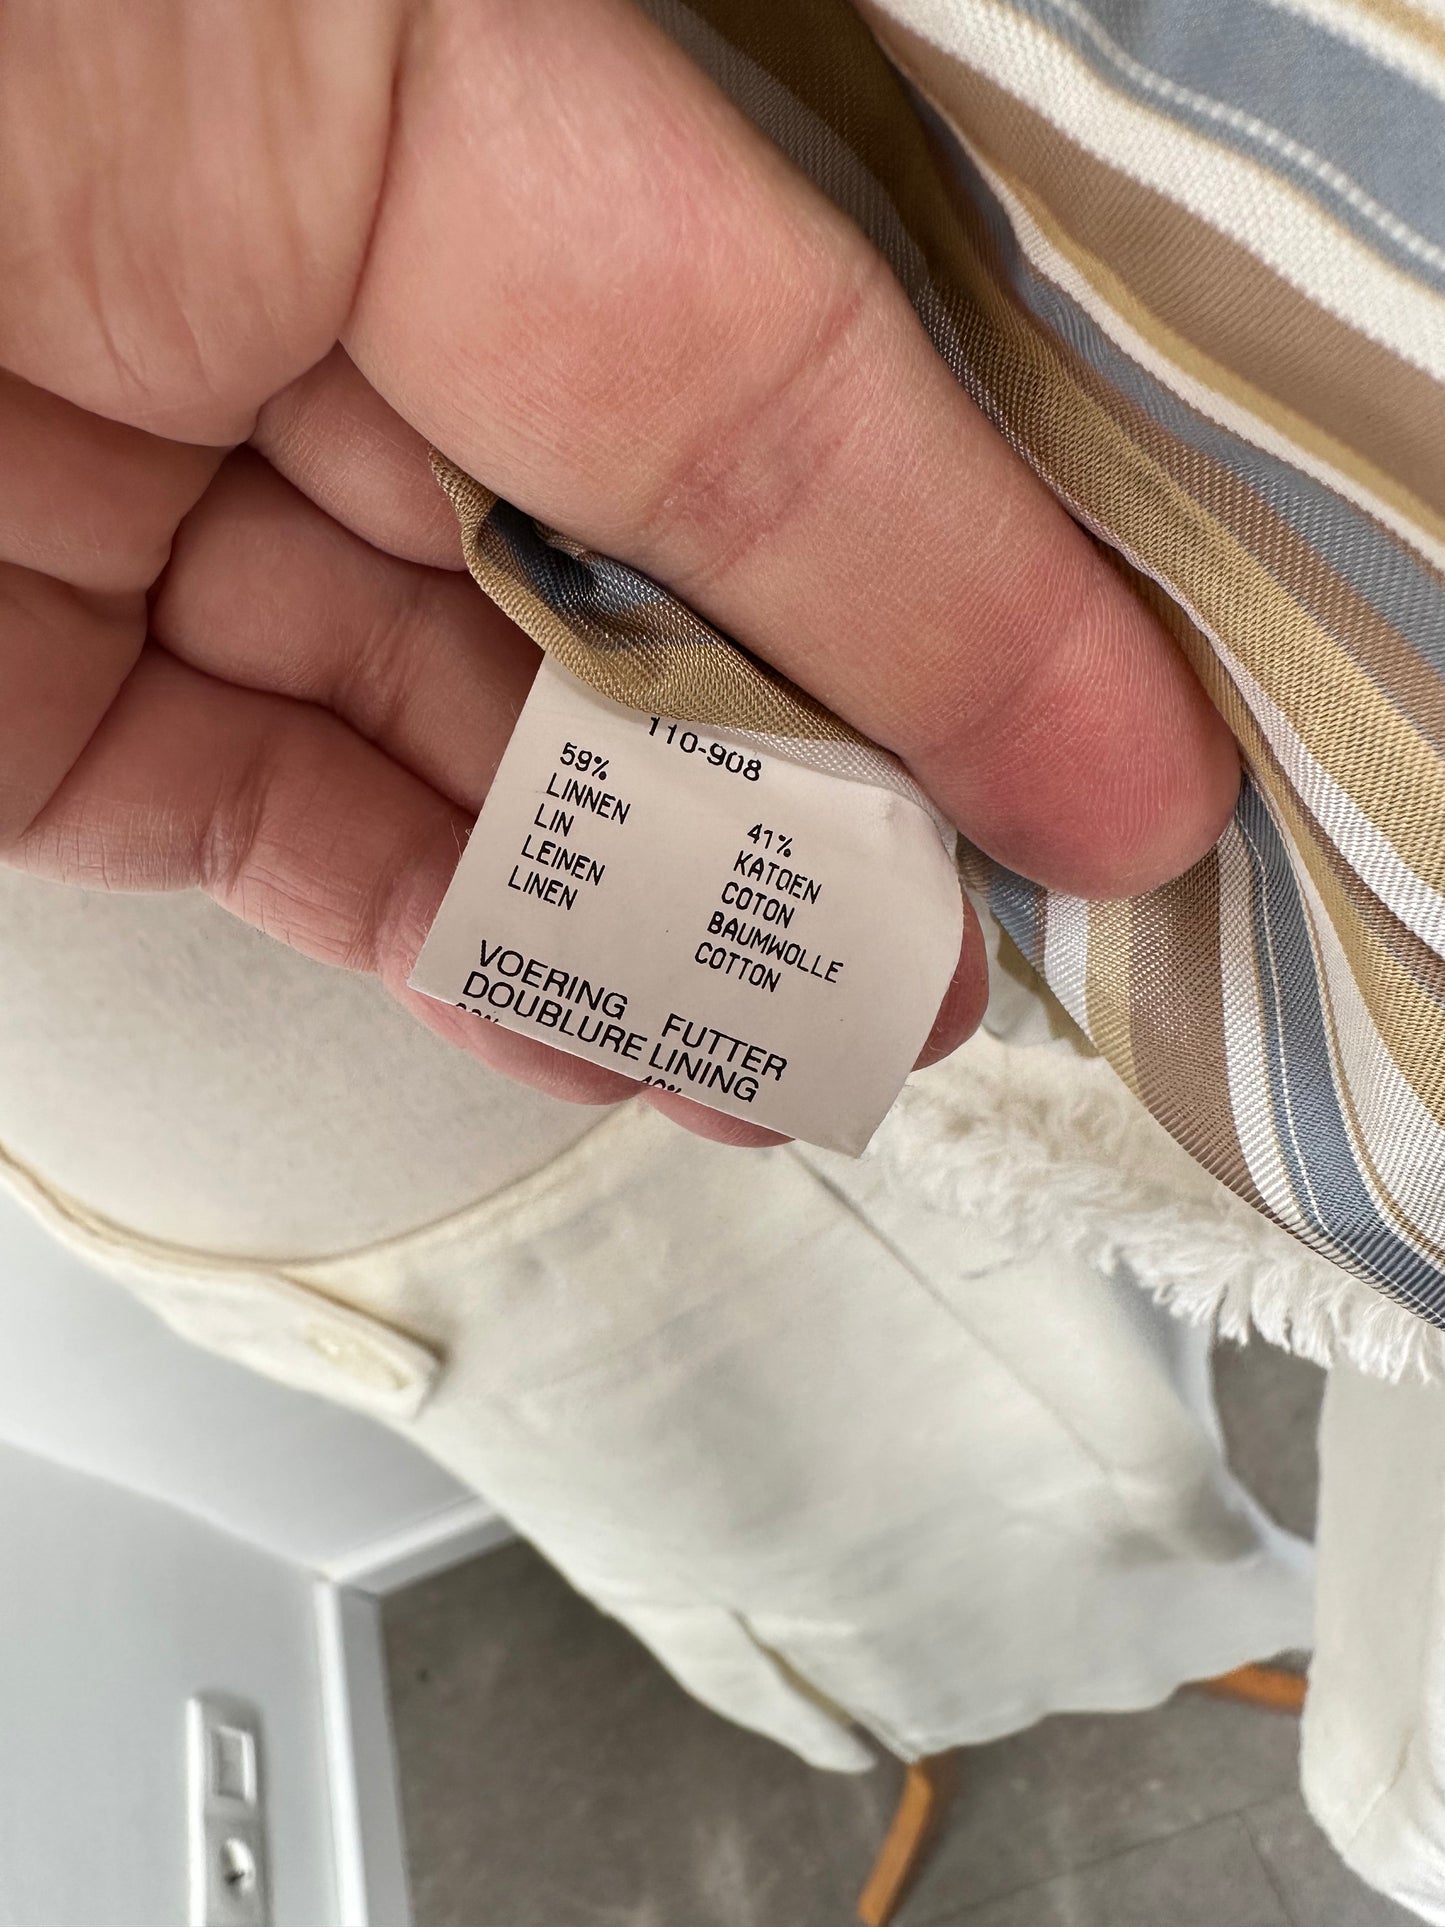 110-908
59%
LINNEN
LIN
LEINEN
LINEN
41%
KATOEN
COTON
BAUMWOLLE
COTTON
VOERING FUTTER
DOUBLURE LINING